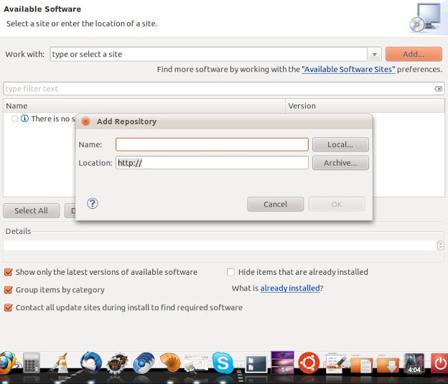 Available Software
Select a site or enter the location of a site.
Work with: type or select a site Add...
Find more software by working with the "Available Software Sites" preferences.
type filter text
Name Version
There is no s
Add Repository
Name: Local...
Location: http:// Archive...
Cancel OK
Select All D
Details
Show only the latest versions of available software Hide items that are already installed
Group items by category What is already installed?
Contact all update sites during install to find required software
4:04